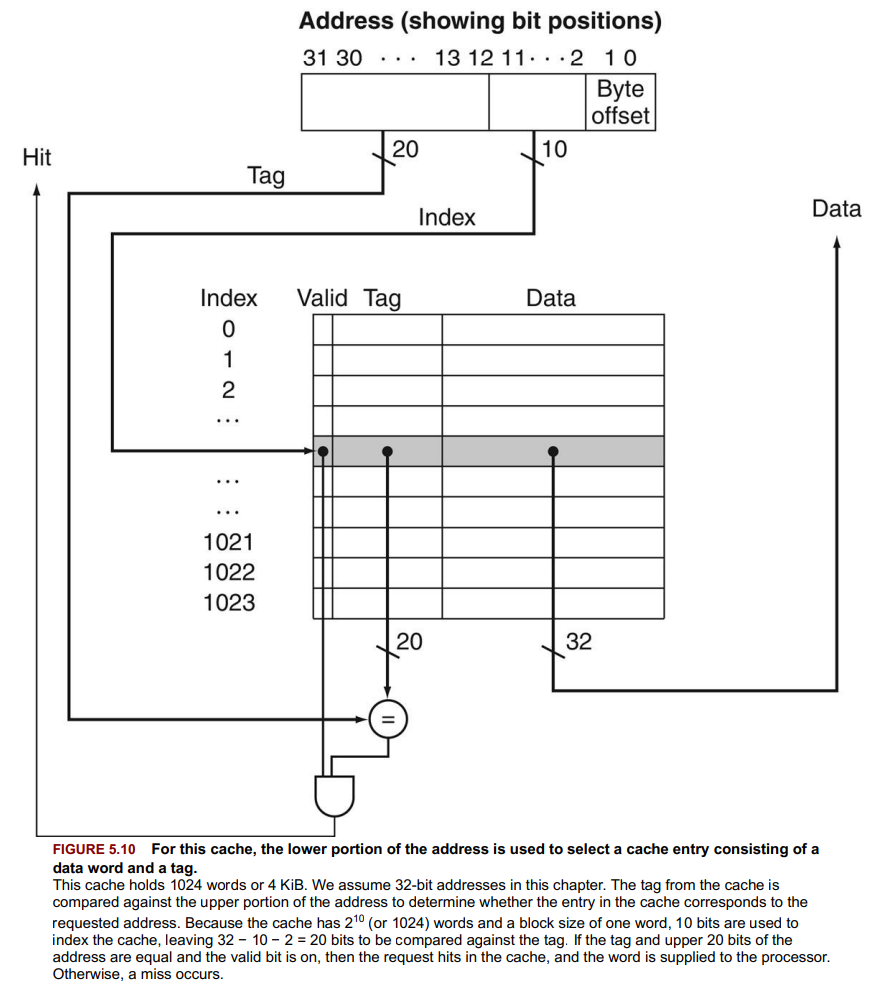 Address (showing bit positions)
31 30 · · · 13 12 11 · · · 2 1 0
Byte
offset
20
10
Hit
Tag
Index
Data
Index Valid Tag Data
0
1
2
···
···
···
1021
1022
1023
20
32
=
FIGURE 5.10 For this cache, the lower portion of the address is used to select a cache entry consisting of a
data word and a tag.
This cache holds 1024 words or 4 KiB. We assume 32-bit addresses in this chapter. The tag from the cache is
compared against the upper portion of the address to determine whether the entry in the cache corresponds to the
requested address. Because the cache has 2¹⁰ (or 1024) words and a block size of one word, 10 bits are used to
index the cache, leaving 32 − 10 − 2 = 20 bits to be compared against the tag. If the tag and upper 20 bits of the
address are equal and the valid bit is on, then the request hits in the cache, and the word is supplied to the processor.
Otherwise, a miss occurs.